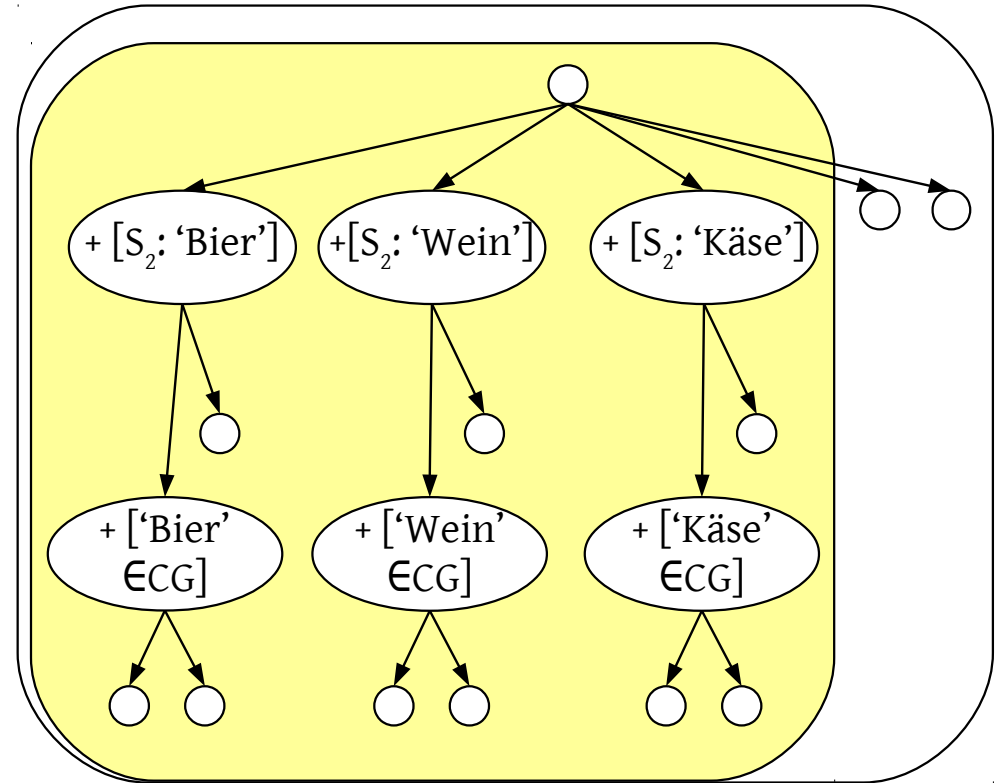 + [S₂: ‘Bier’]
+[S₂: ‘Wein’]
+ [S₂: ‘Käse’]
+ [‘Bier’
∈CG]
+ [‘Wein’
∈CG]
+ [‘Käse’
∈CG]